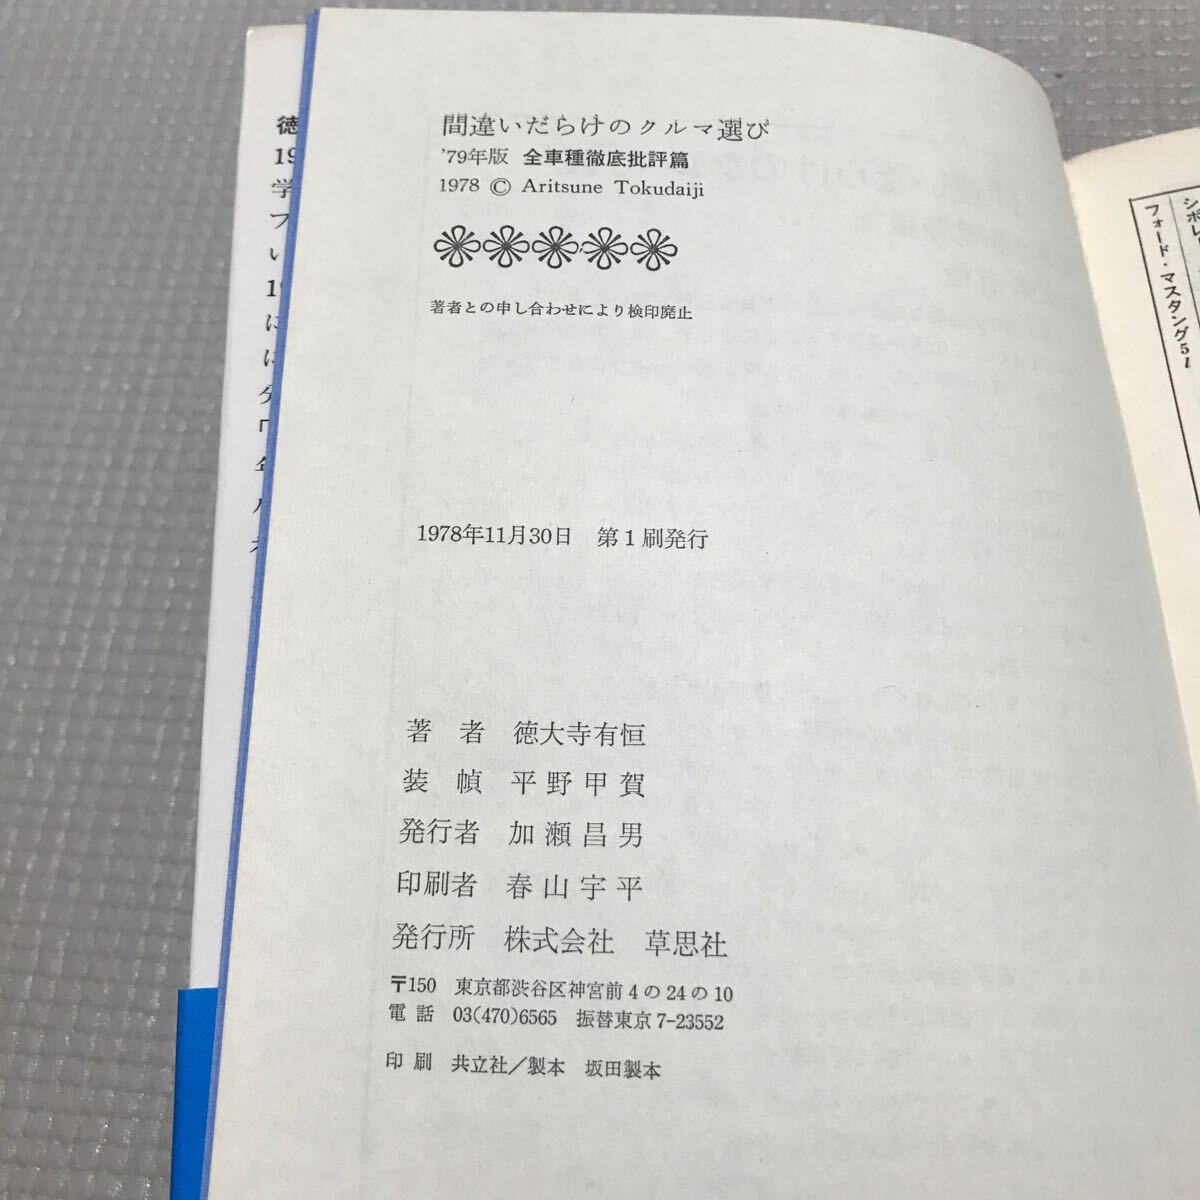 間違いだらけのクルマ選び
'79年版 全車種徹底批評篇
1978 © Aritsune Tokudaiji
著者との申し合わせにより検印廃止
1978年11月30日 第1刷発行
著者 徳大寺有恒
装幀 平野甲賀
発行者 加瀬昌男
印刷者 春山宇平
発行所 株式会社 草思社
〒150 東京都渋谷区神宮前4の24の10
電話 03(470)6565 振替東京7-23552
印刷 共立社/製本 坂田製本
フォード・マスタング5l
徳
19
学